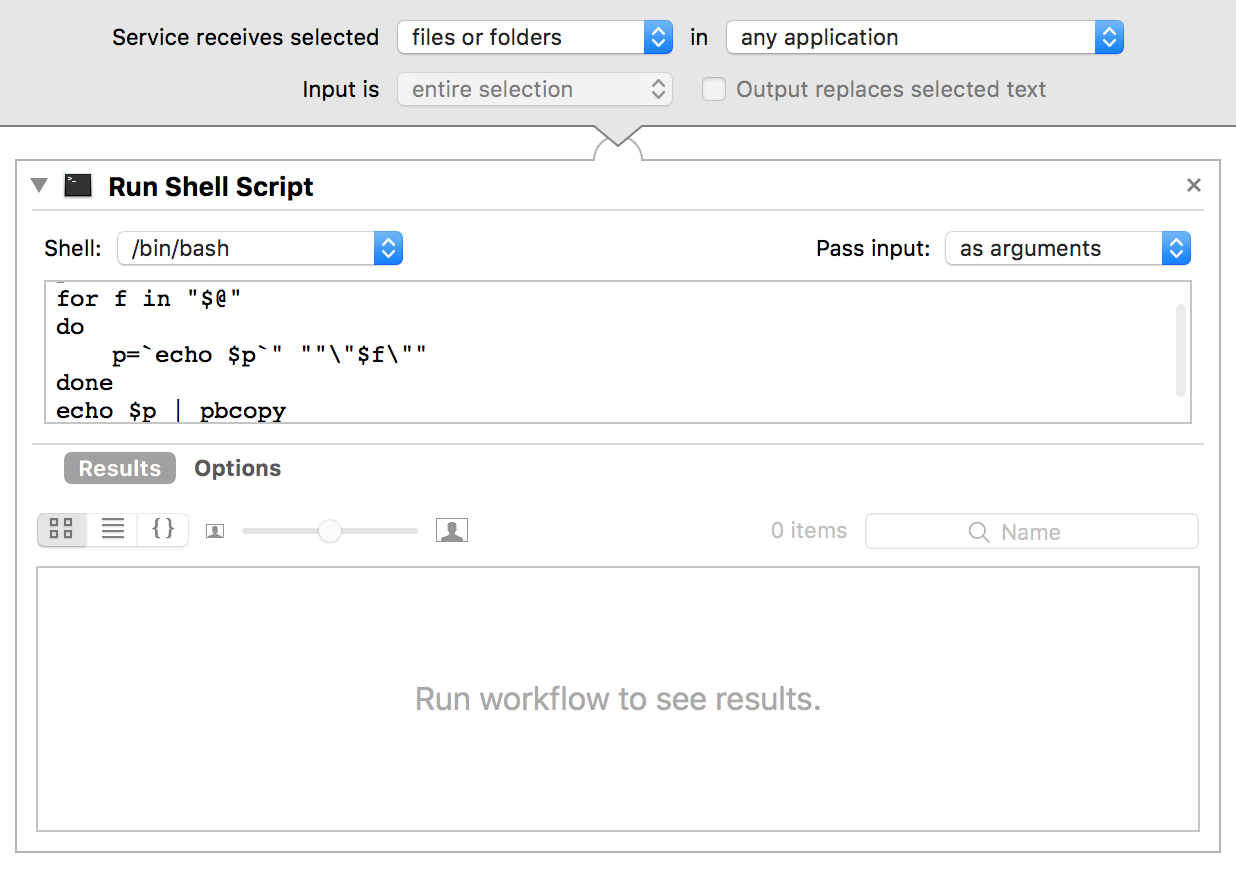 Service receives selected files or folders in any application
Input is entire selection Output replaces selected text
Run Shell Script
Shell: /bin/bash Pass input: as arguments
for f in "$@"
do
    p=`echo $p`" ""\"$f\""
done
echo $p | pbcopy
Results Options
{} 0 items Name
Run workflow to see results.